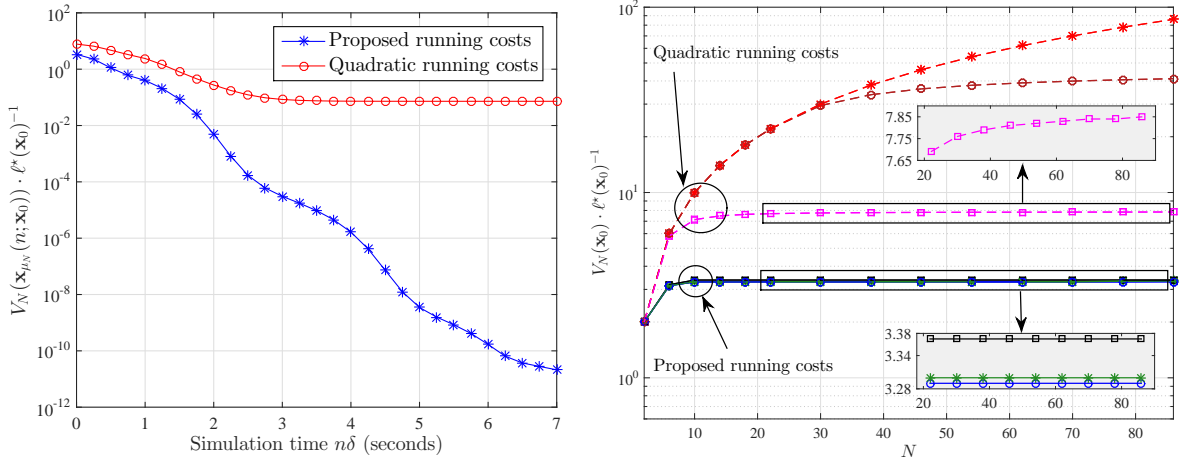 10^2
10^0
10^-2
10^-4
10^-6
10^-8
10^-10
10^-12
V_N(x_{μ_N}(n; x_0)) · ℓ*(x_0)^-1
Proposed running costs
Quadratic running costs
0 1 2 3 4 5 6 7
Simulation time nδ (seconds)
10^2
10^1
10^0
V_N(x_0) · ℓ*(x_0)^-1
Quadratic running costs
7.85
7.75
7.65
20 40 60 80
Proposed running costs
3.38
3.34
3.28
20 40 60 80
10 20 30 40 50 60 70 80
N